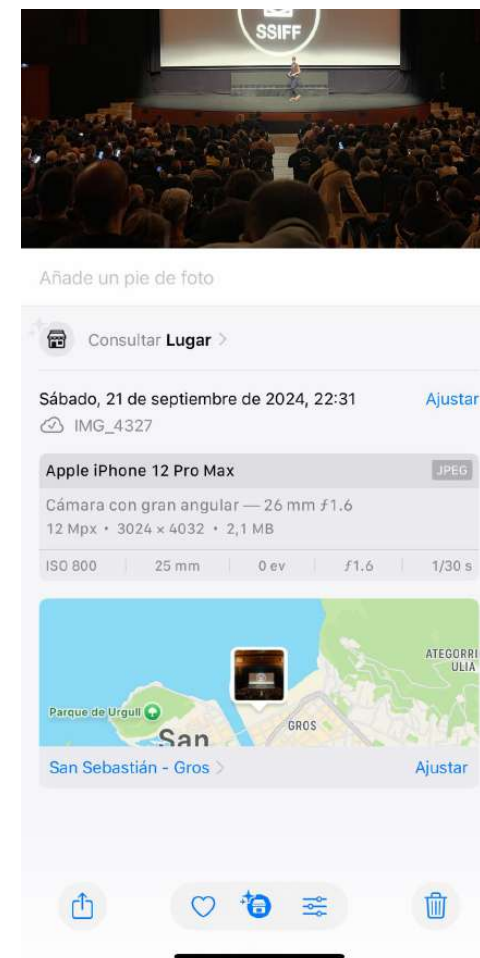 SSIFF
Añade un pie de foto
Consultar Lugar >
Sábado, 21 de septiembre de 2024, 22:31 Ajustar
IMG_4327
Apple iPhone 12 Pro Max JPEG
Cámara con gran angular — 26 mm ƒ1.6
12 Mpx • 3024 × 4032 • 2,1 MB
ISO 800 25 mm 0 ev ƒ1.6 1/30 s
ATEGORRI
ULIA
Parque de Urgull
GROS
San
San Sebastián - Gros > Ajustar